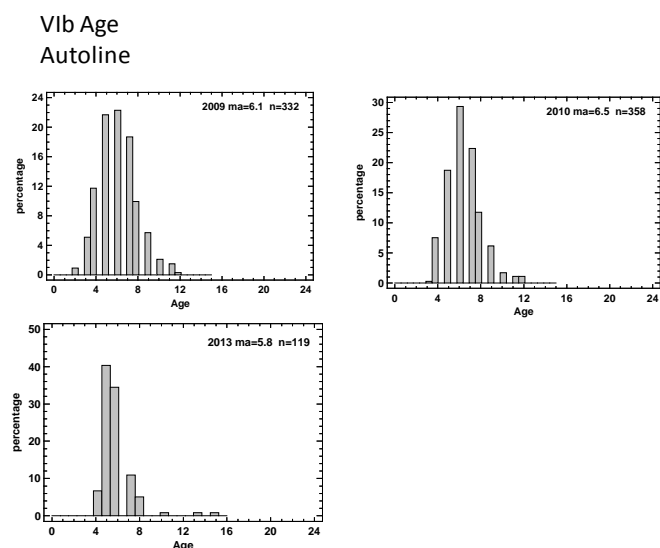 VIb Age
Autoline
2009 ma=6.1 n=332
percentage
24
20
16
12
8
4
0
0 4 8 12 16 20 24
Age
2010 ma=6.5 n=358
percentage
30
25
20
15
10
5
0
0 4 8 12 16 20 24
Age
2013 ma=5.8 n=119
percentage
50
40
30
20
10
0
0 4 8 12 16 20 24
Age